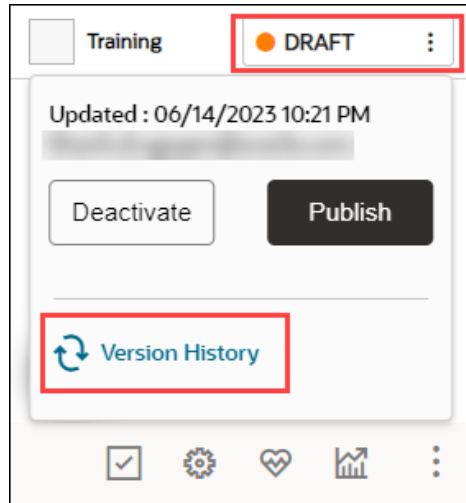 Training
DRAFT
Updated : 06/14/2023 10:21 PM
Deactivate
Publish
Version History